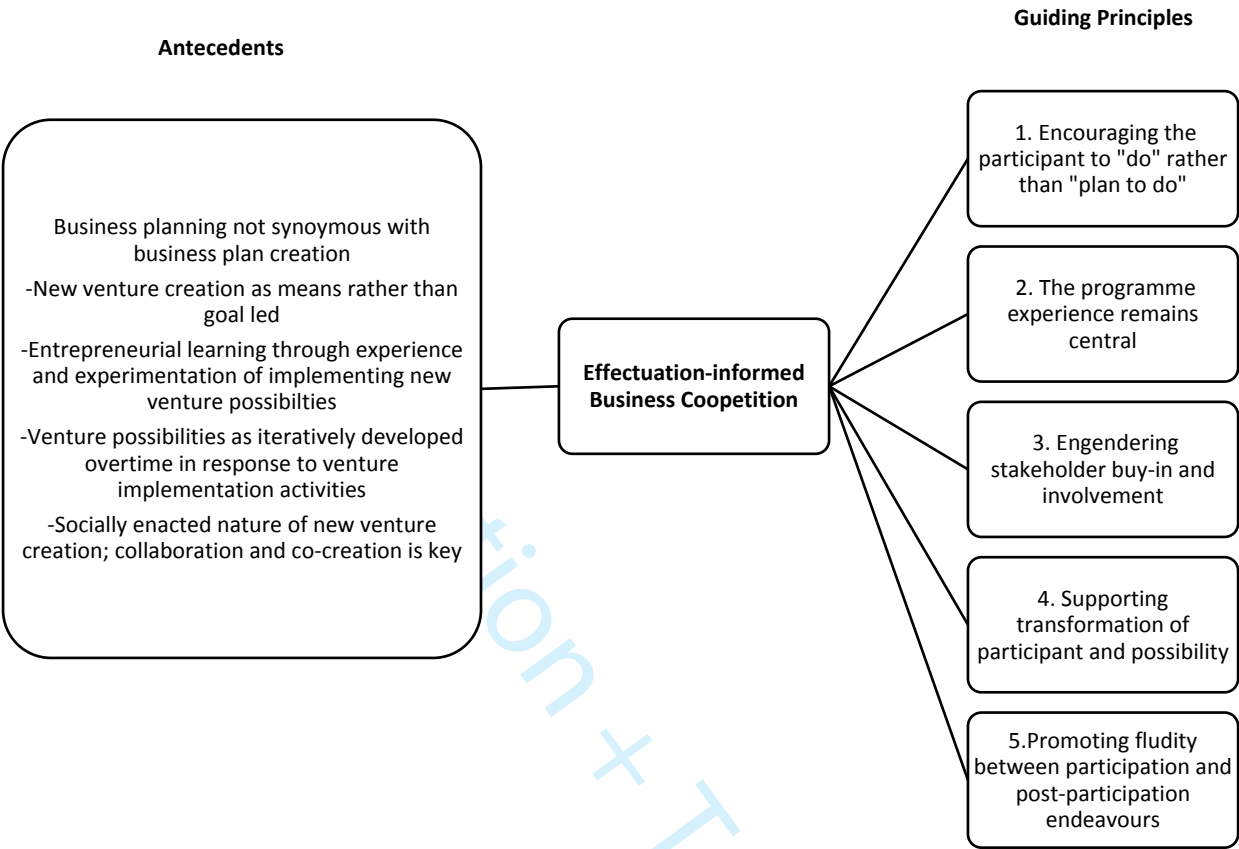 Guiding Principles
Antecedents
Business planning not synoymous with
business plan creation
-New venture creation as means rather than
goal led
-Entrepreneurial learning through experience
and experimentation of implementing new
venture possibilties
-Venture possibilities as iteratively developed
overtime in response to venture
implementation activities
-Socially enacted nature of new venture
creation; collaboration and co-creation is key
Effectuation-informed
Business Coopetition
1. Encouraging the
participant to "do" rather
than "plan to do"
2. The programme
experience remains
central
3. Engendering
stakeholder buy-in and
involvement
4. Supporting
transformation of
participant and possibility
5.Promoting fludity
between participation and
post-participation
endeavours
tion + T